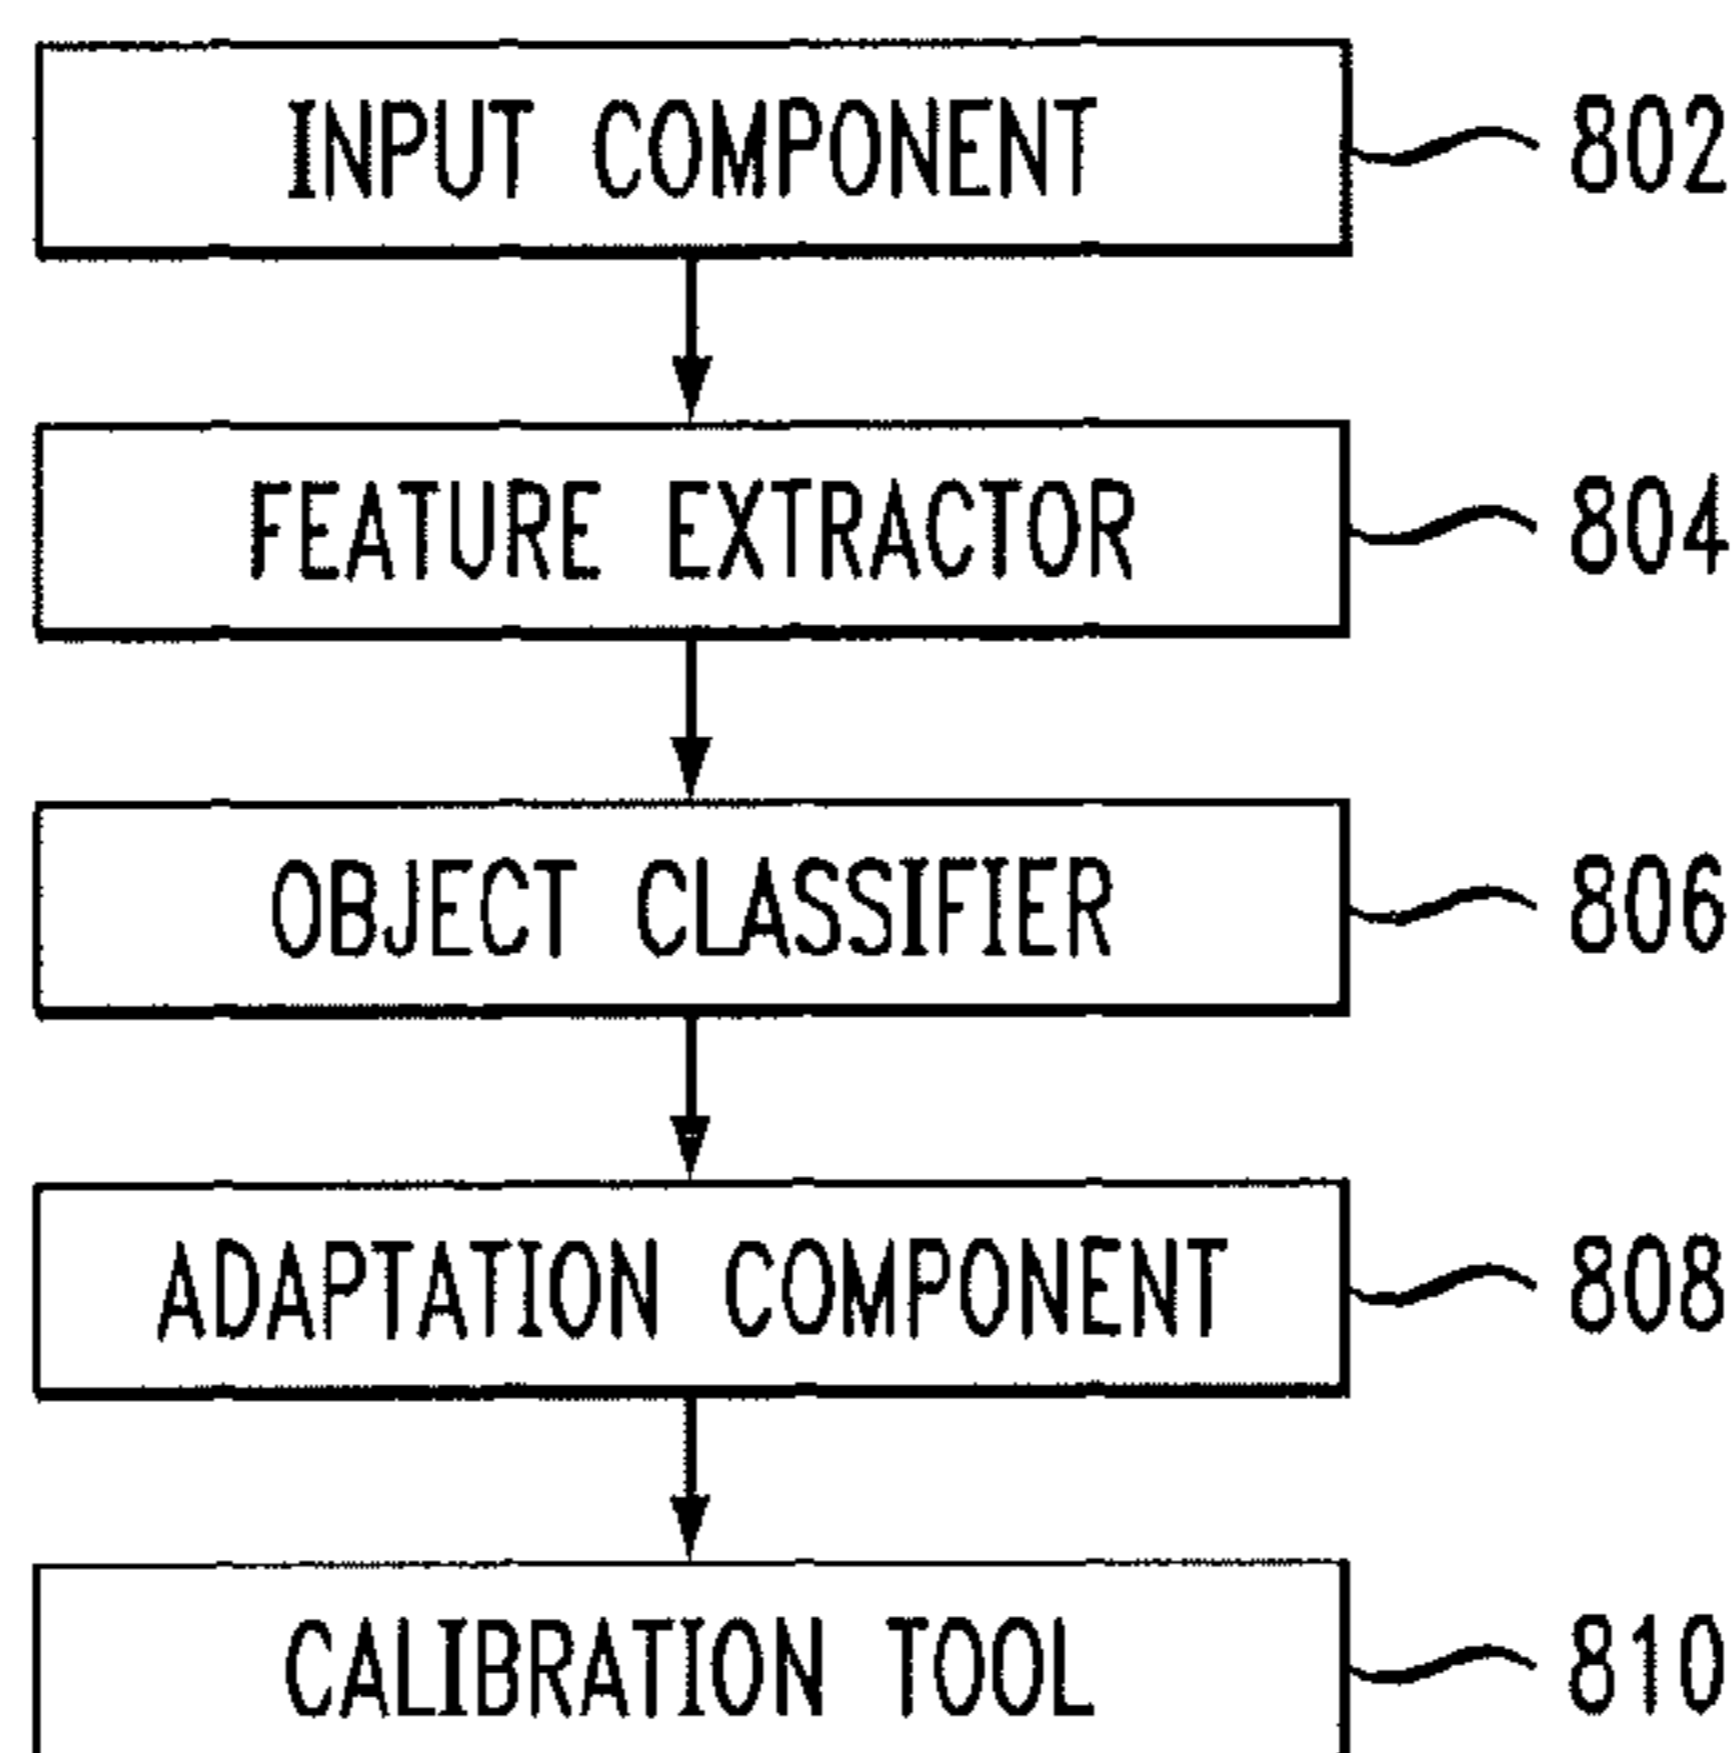 INPUT COMPONENT 802
FEATURE EXTRACTOR 804
OBJECT CLASSIFIER 806
ADAPTATION COMPONENT 808
CALIBRATION TOOL 810